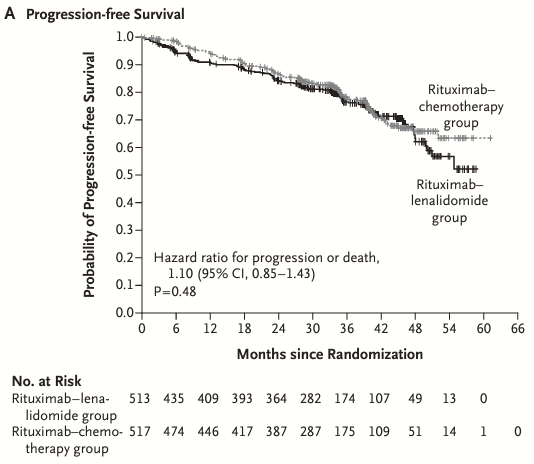 A Progression-free Survival
Probability of Progression-free Survival
1.0
0.9
0.8
0.7
0.6
0.5
0.4
0.3
0.2
0.1
0.0
Rituximab–
chemotherapy
group
Rituximab–
lenalidomide
group
Hazard ratio for progression or death,
1.10 (95% CI, 0.85–1.43)
P=0.48
0 6 12 18 24 30 36 42 48 54 60 66
Months since Randomization
No. at Risk
Rituximab–lena- 513 435 409 393 364 282 174 107 49 13 0
lidomide group
Rituximab–chemo- 517 474 446 417 387 287 175 109 51 14 1 0
therapy group